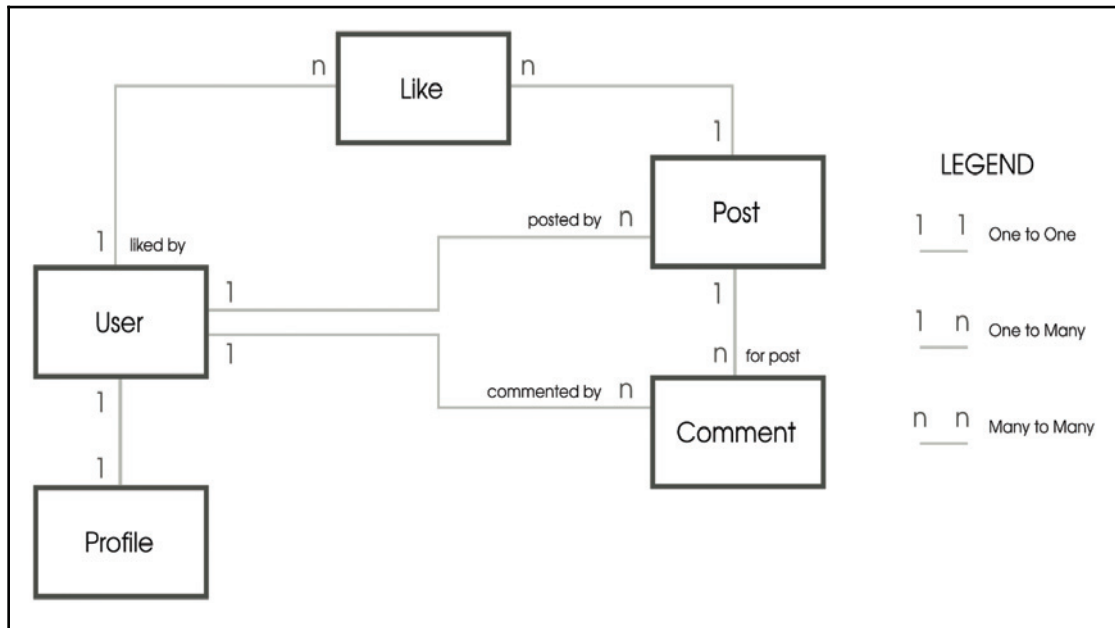 n Like n
1
LEGEND
Post
1 1 One to One
posted by n
1 liked by
1
1
User
1 n One to Many
1
n for post
commented by n
1
n n Many to Many
Comment
1
Profile